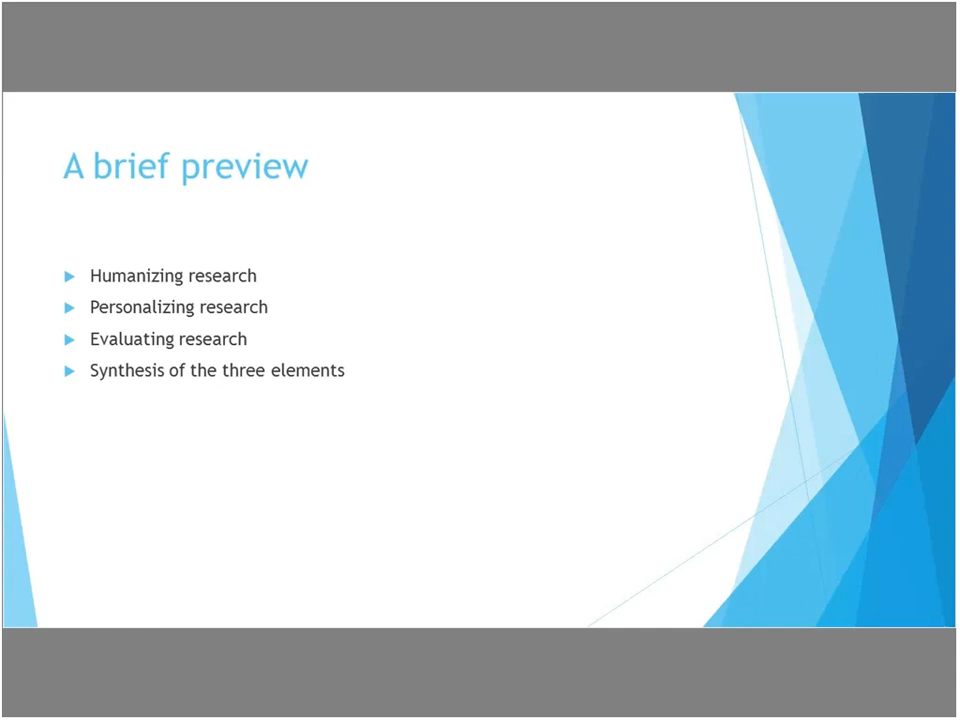 A brief preview
Humanizing research
Personalizing research
Evaluating research
Synthesis of the three elements